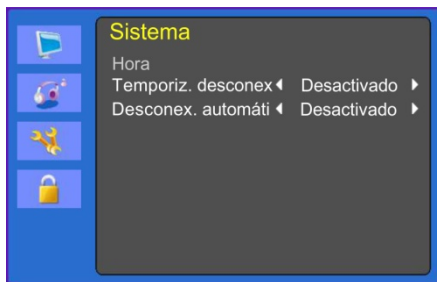 Sistema
Hora
Temporiz. desconex Desactivado
Desconex. automáti Desactivado